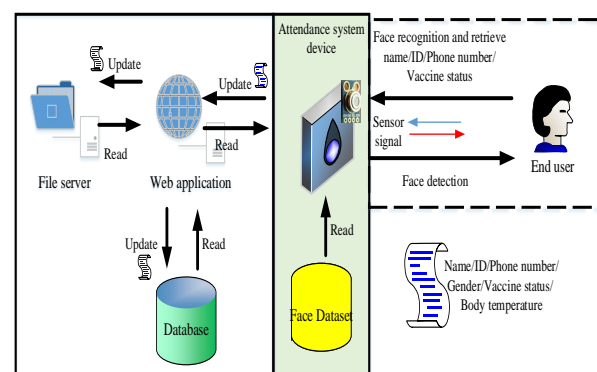 Attendance system
device
Face recognition and retrieve
name/ID/Phone number/
Vaccine status
Update
Update
Sensor
signal
Read
Read
File server
Web application
Face detection
End user
Update
Read
Read
Database
Face Dataset
Name/ID/Phone number/
Gender/Vaccine status/
Body temperature